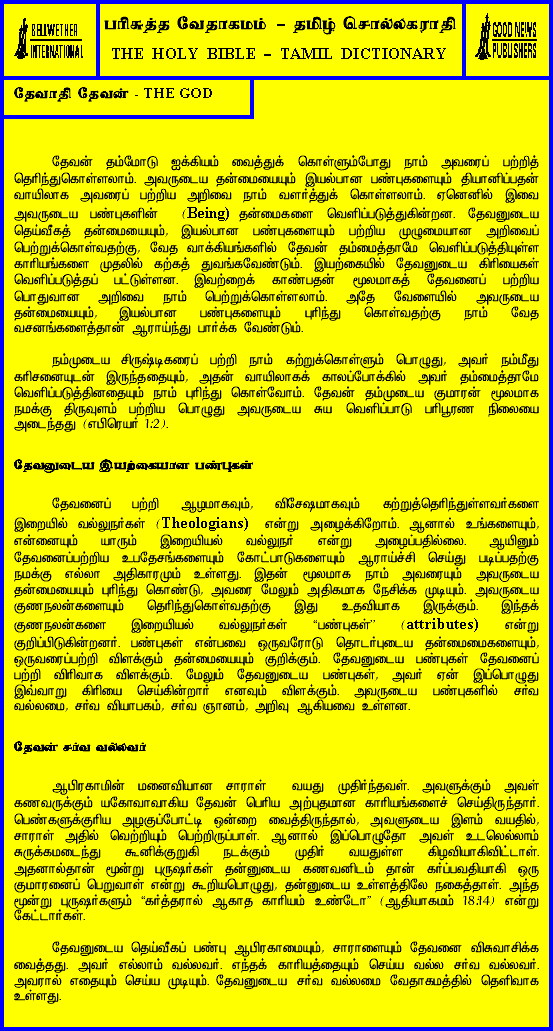 BELLWETHER
INTERNATIONAL
பரிசுத்த வேதாகமம் – தமிழ் சொல்லகராதி
THE HOLY BIBLE – TAMIL DICTIONARY
GOOD NEWS
PUBLISHERS
தேவாதி தேவன் - THE GOD
தேவன் தம்மோடு ஐக்கியம் வைத்துக் கொள்ளும்போது நாம் அவரைப் பற்றித்
தெரிந்துகொள்ளலாம். அவருடைய தன்மையையும் இயல்பான பண்புகளையும் தியானிப்பதன்
வாயிலாக அவரைப் பற்றிய அறிவை நாம் வளர்த்துக் கொள்ளலாம். ஏனெனில் இவை
அவருடைய பண்புகளின் (Being) தன்மைகளை வெளிப்படுத்துகின்றன. தேவனுடைய
தெய்வீகத் தன்மையையும், இயல்பான பண்புகளையும் பற்றிய முழுமையான அறிவைப்
பெற்றுக்கொள்வதற்கு, வேத வாக்கியங்களில் தேவன் தம்மைத்தாமே வெளிப்படுத்தியுள்ள
காரியங்களை முதலில் கற்கத் துவங்கவேண்டும். இயற்கையில் தேவனுடைய கிரியைகள்
வெளிப்படுத்தப் பட்டுள்ளன. இவற்றைக் காண்பதன் மூலமாகத் தேவனைப் பற்றிய
பொதுவான அறிவை நாம் பெற்றுக்கொள்ளலாம். அதே வேளையில் அவருடைய
தன்மையையும், இயல்பான பண்புகளையும் புரிந்து கொள்வதற்கு நாம் வேத
வசனங்களைத்தான் ஆராய்ந்து பார்க்க வேண்டும்.
நம்முடைய சிருஷ்டிகரைப் பற்றி நாம் கற்றுக்கொள்ளும் பொழுது, அவர் நம்மீது
கரிசனையுடன் இருந்ததையும், அதன் வாயிலாகக் காலப்போக்கில் அவர் தம்மைத்தாமே
வெளிப்படுத்தினதையும் நாம் புரிந்து கொள்வோம். தேவன் தம்முடைய குமாரன் மூலமாக
நமக்கு திருவுளம் பற்றிய பொழுது அவருடைய சுய வெளிப்பாடு பரிபூரண நிலையை
அடைந்தது (எபிரெயர் 1:2).
தேவனுடைய இயற்கையான பண்புகள்
தேவனைப் பற்றி ஆழமாகவும், விசேஷமாகவும் கற்றுத்தெரிந்துள்ளவர்களை
இறையில் வல்லுநர்கள் (Theologians) என்று அழைக்கிறோம். ஆனால் உங்களையும்,
என்னையும் யாரும் இறையியல் வல்லுநர் என்று அழைப்பதில்லை. ஆயினும்
தேவனைப்பற்றிய உபதேசங்களையும் கோட்பாடுகளையும் ஆராய்ச்சி செய்து படிப்பதற்கு
நமக்கு எல்லா அதிகாரமும் உள்ளது. இதன் மூலமாக நாம் அவரையும் அவருடைய
தன்மையையும் புரிந்து கொண்டு, அவரை மேலும் அதிகமாக நேசிக்க முடியும். அவருடைய
குணநலன்களையும் தெரிந்துகொள்வதற்கு இது உதவியாக இருக்கும். இந்தக்
குணநலன்களை இறையியல் வல்லுநர்கள் “பண்புகள்” (attributes) என்று
குறிப்பிடுகின்றனர். பண்புகள் என்பவை ஒருவரோடு தொடர்புடைய தன்மைமைகளையும்,
ஒருவரைப்பற்றி விளக்கும் தன்மையையும் குறிக்கும். தேவனுடைய பண்புகள் தேவனைப்
பற்றி விரிவாக விளக்கும். மேலும் தேவனுடைய பண்புகள், அவர் ஏன் இப்பொழுது
இவ்வாறு கிரியை செய்கின்றார் எனவும் விளக்கும். அவருடைய பண்புகளில் சர்வ
வல்லமை, சர்வ வியாபகம், சர்வ ஞானம், அறிவு ஆகியவை உள்ளன.
தேவன் சர்வ வல்லவர்
ஆபிரகாமின் மனைவியான சாராள் வயது முதிர்ந்தவள். அவளுக்கும் அவள்
கணவருக்கும் யகோவாவாகிய தேவன் பெரிய அற்புதமான காரியங்களைச் செய்திருந்தார்.
பெண்களுக்குரிய அழகுப்போட்டி ஒன்றை வைத்திருந்தால், அவளுடைய இளம் வயதில்,
சாராள் அதில் வெற்றியும் பெற்றிருப்பாள். ஆனால் இப்பொழுதோ அவள் உடலெல்லாம்
சுருக்கமடைந்து கூனிக்குறுகி நடக்கும் முதிர் வயதுள்ள கிழவியாகிவிட்டாள்.
அதனால்தான் மூன்று புருஷர்கள் தன்னுடைய கணவனிடம் தான் கர்ப்பவதியாகி ஒரு
குமாரனைப் பெறுவாள் என்று கூறியபொழுது, தன்னுடைய உள்ளத்திலே நகைத்தாள். அந்த
மூன்று புருஷர்களும் “கர்த்தரால் ஆகாத காரியம் உண்டோ” (ஆதியாகமம் 18:14) என்று
கேட்டார்கள்.
தேவனுடைய தெய்வீகப் பண்பு ஆபிரகாமையும், சாராளையும் தேவனை விசுவாசிக்க
வைத்தது. அவர் எல்லாம் வல்லவர். எந்தக் காரியத்தையும் செய்ய வல்ல சர்வ வல்லவர்.
அவரால் எதையும் செய்ய முடியும். தேவனுடைய சர்வ வல்லமை வேதாகமத்தில் தெளிவாக
உள்ளது.